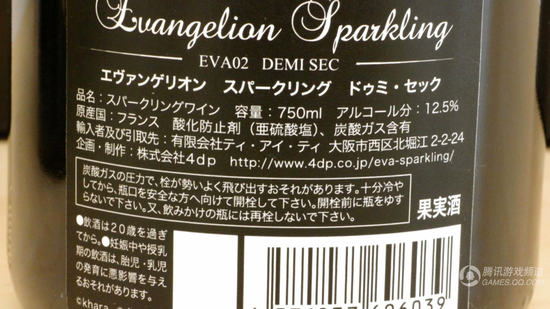 Evangelion Sparkling
EVA02 DEMI SEC
エヴァンゲリオン スパークリング ドゥミ・セック
品名：スパークリングワイン 容量：750ml アルコール分：12.5%
原産国：フランス 酸化防止剤（亜硫酸塩）、炭酸ガス含有
輸入者及び引取先：有限会社ティ・アイ・ティ 大阪市西区北堀江2-2-24
企画・制作：株式会社4dp http://www.4dp.co.jp/eva-sparkling/
炭酸ガスの圧力で、栓が勢いよく飛び出すおそれがあります。十分冷や
してから、瓶口を安全な方へ向けて開栓して下さい。開栓前に瓶をゆす
らないで下さい。又、飲みかけの瓶には再栓しないで下さい。
果実酒
●飲酒は20歳を過ぎ
てから。●妊娠中や授乳
期の飲酒は、胎児・乳児
の発育に悪影響を与え
©khara
606039
腾讯游戏频道
GAMES.QQ.COM